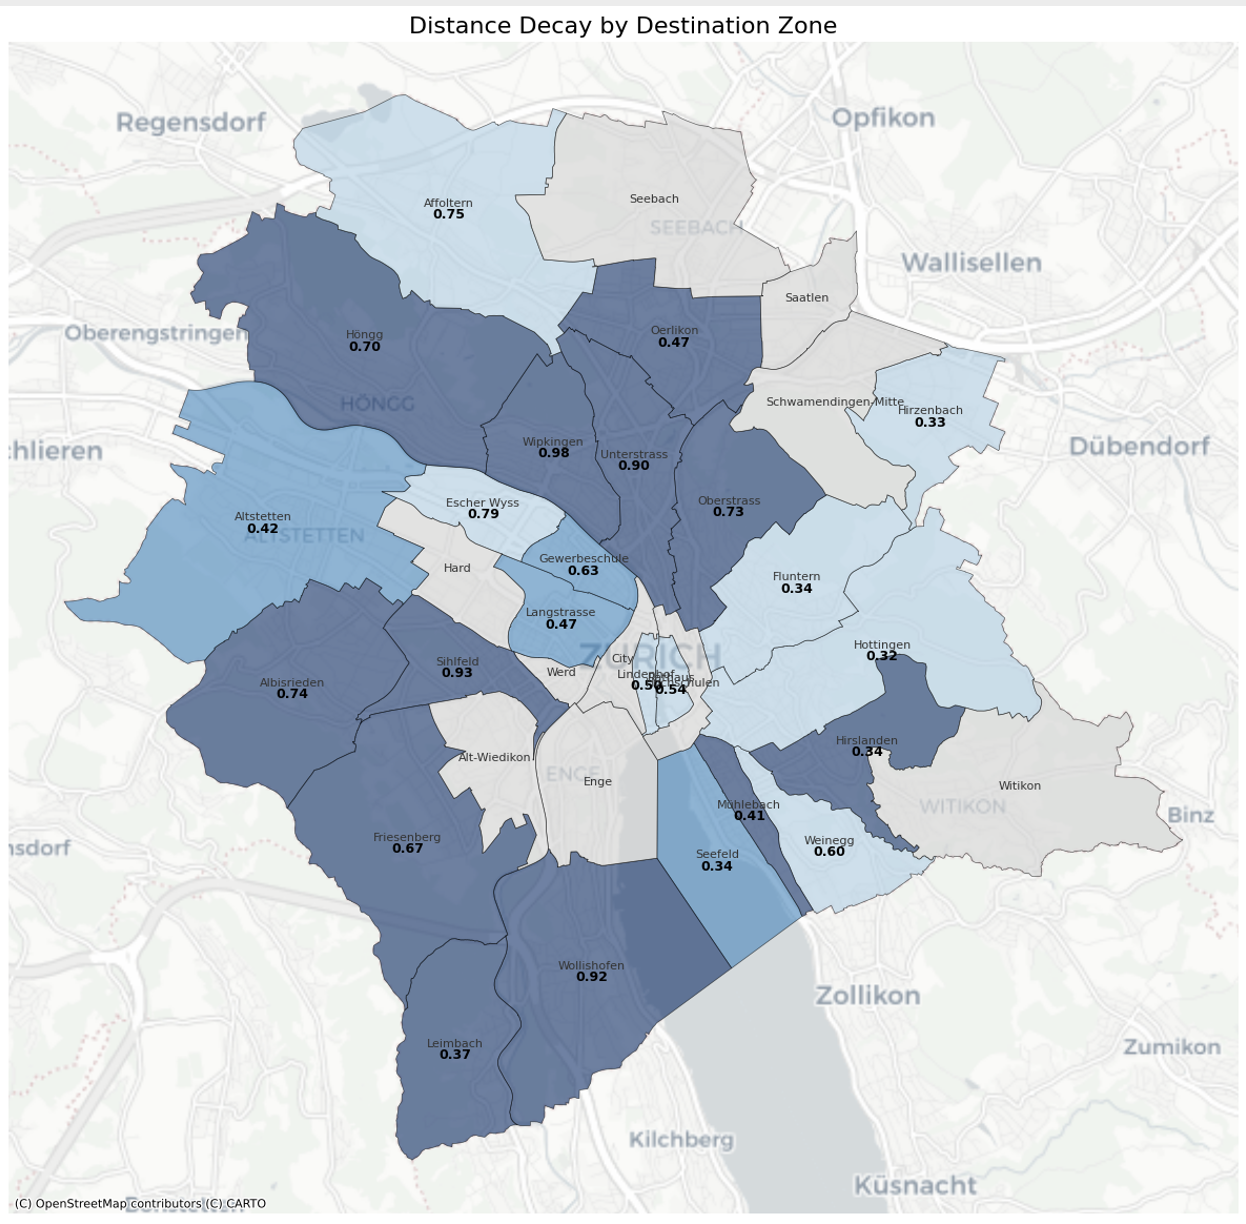 Distance Decay by Destination Zone
Regensdorf
Opfikon
Affoltern
0.75
Seebach
SEEBACH
Wallisellen
Saatlen
Oberengstringen
Höngg
0.70
Oerlikon
0.47
HÖNGG
Schwamendingen-Mitte
Hirzenbach
0.33
Dübendorf
chlieren
Wipkingen
0.98
Unterstrass
0.90
Escher Wyss
0.79
Oberstrass
0.73
Altstetten
0.42
ALTSTETTEN
Gewerbeschule
0.63
Hard
Fluntern
0.34
Langstrasse
0.47
Hottingen
0.32
ZÜRICH
City
Werd
Sihlfeld
0.93
Lindenhof
0.50
0.54
Albisrieden
0.74
Hirslanden
0.34
Alt-Wiedikon
ENGE
Enge
Witikon
WITIKON
Binz
Mühlebach
0.41
Friesenberg
0.67
Weinegg
0.60
Seefeld
0.34
nsdorf
Wollishofen
0.92
Zollikon
Leimbach
0.37
Zumikon
Kilchberg
Küsnacht
(C) OpenStreetMap contributors (C) CARTO